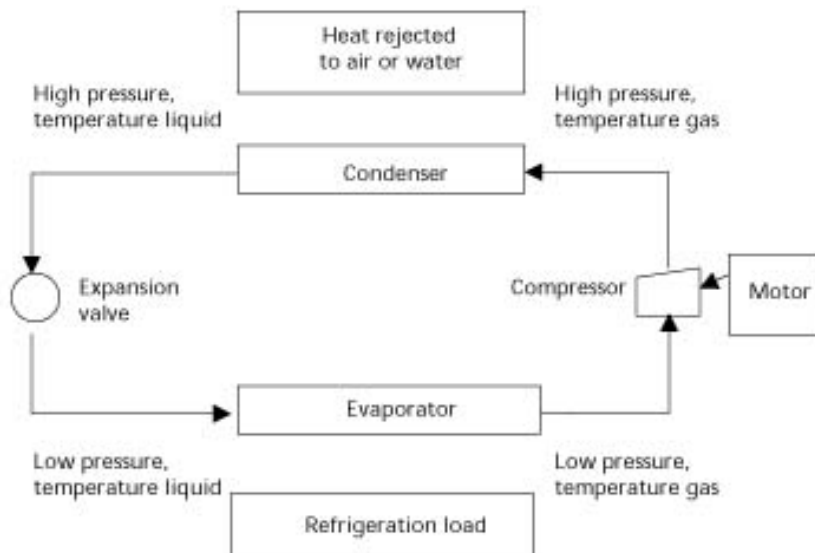 Heat rejected
to air or water
High pressure,
temperature liquid
High pressure,
temperature gas
Condenser
Expansion
valve
Compressor
Motor
Evaporator
Low pressure,
temperature liquid
Low pressure,
temperature gas
Refrigeration load